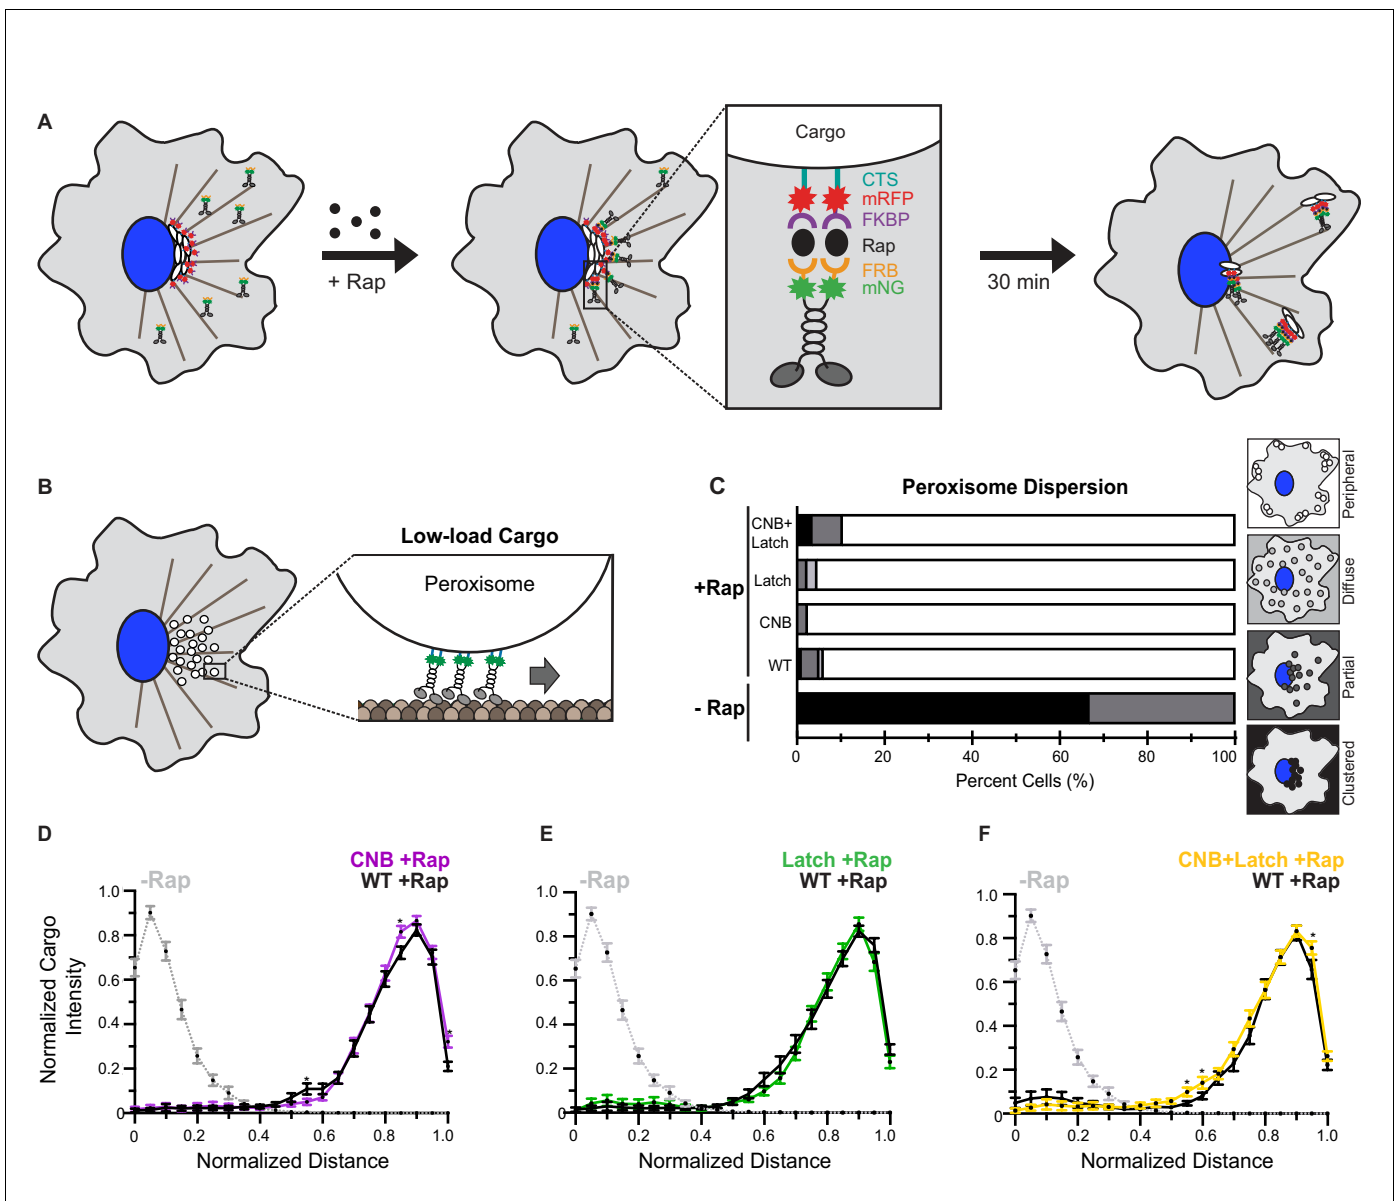 A
+ Rap
Cargo
CTS
mRFP
FKBP
Rap
FRB
mNG
30 min
B
Low-load Cargo
Peroxisome
C
Peroxisome Dispersion
+Rap
CNB+
Latch
Latch
CNB
WT
- Rap
0 20 40 60 80 100
Percent Cells (%)
Peripheral
Diffuse
Partial
Clustered
D
-Rap
CNB +Rap
WT +Rap
Normalized Cargo
Intensity
1.0
0.8
0.6
0.4
0.2
0
0 0.2 0.4 0.6 0.8 1.0
Normalized Distance
* * *
E
-Rap
Latch +Rap
WT +Rap
1.0
0.8
0.6
0.4
0.2
0
0 0.2 0.4 0.6 0.8 1.0
Normalized Distance
F
-Rap
CNB+Latch +Rap
WT +Rap
1.0
0.8
0.6
0.4
0.2
0
0 0.2 0.4 0.6 0.8 1.0
Normalized Distance
* * *